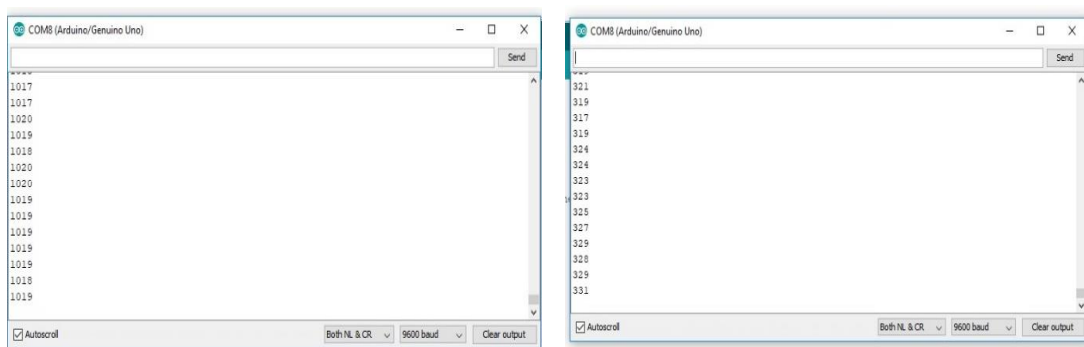 COM8 (Arduino/Genuino Uno)
Send
1017
1017
1020
1019
1018
1020
1020
1019
1019
1019
1019
1019
1018
1019
Autoscroll
Both NL & CR
9600 baud
Clear output
COM8 (Arduino/Genuino Uno)
Send
321
319
317
319
324
324
323
323
325
327
329
328
329
331
Autoscroll
Both NL & CR
9600 baud
Clear output